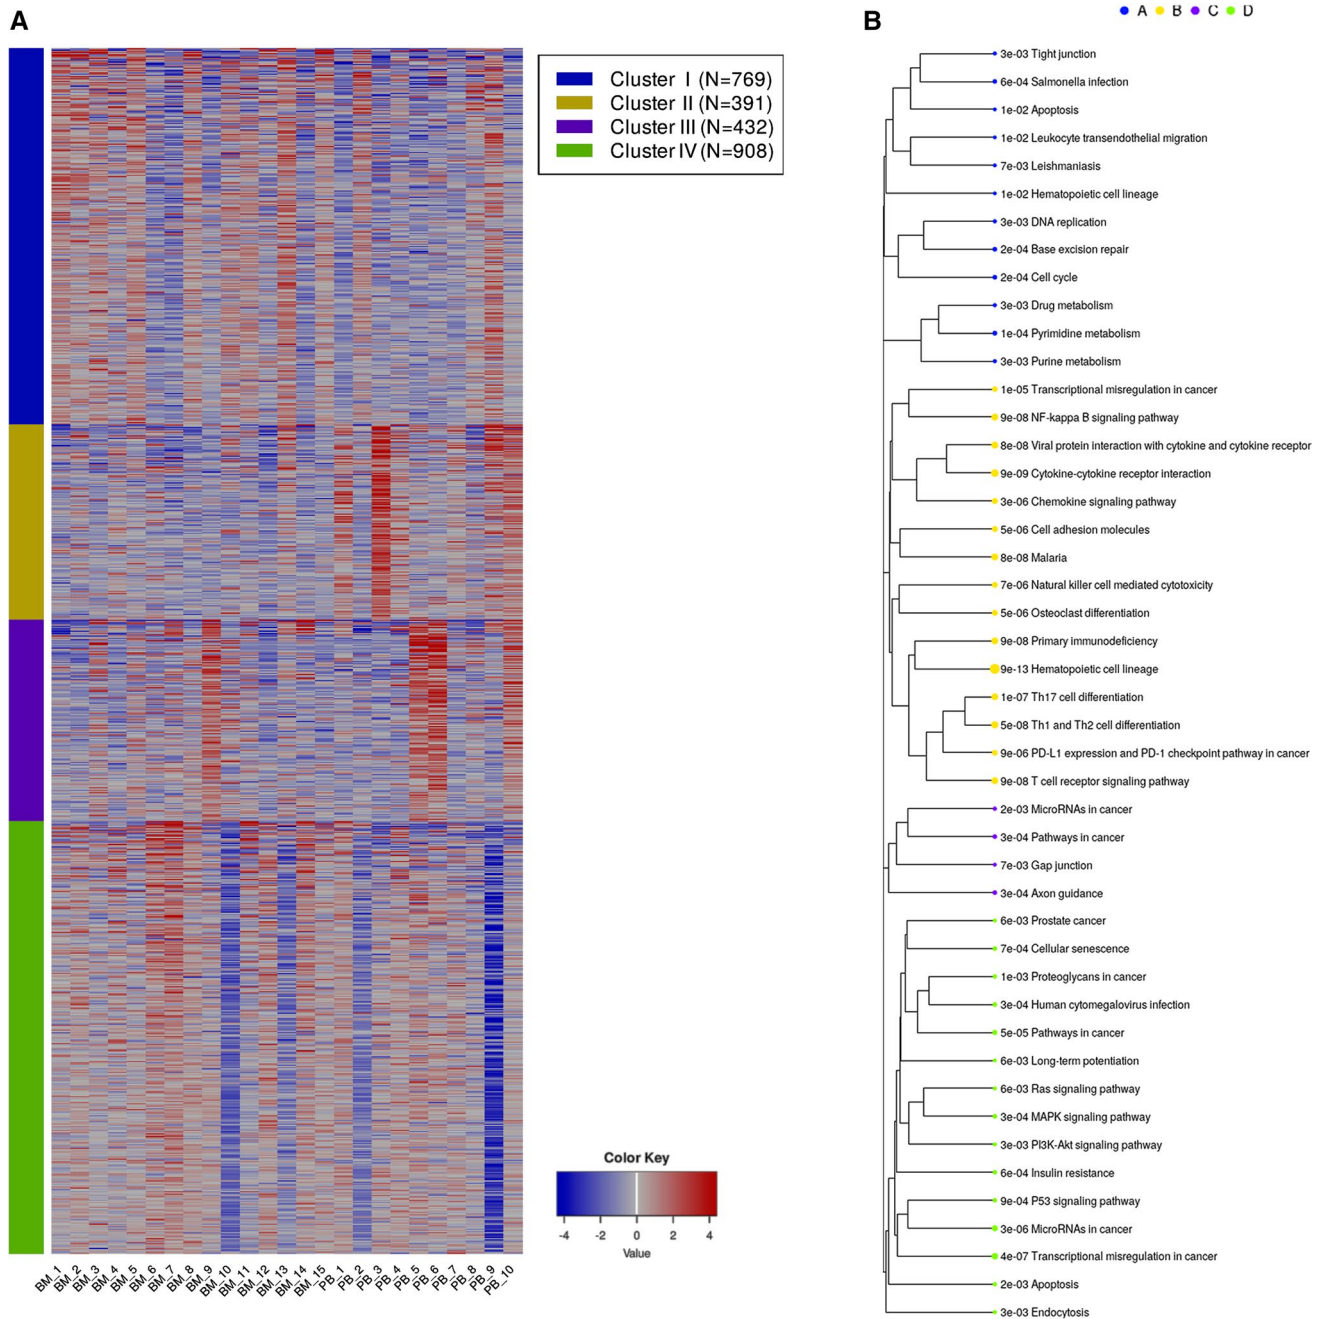 A
Cluster I (N=769)
Cluster II (N=391)
Cluster III (N=432)
Cluster IV (N=908)
Color Key
-4 -2 0 2 4
Value
BM_1
BM_2
BM_3
BM_4
BM_5
BM_6
BM_7
BM_8
BM_9
BM_10
BM_11
BM_12
BM_13
BM_14
BM_15
PB_1
PB_2
PB_3
PB_4
PB_5
PB_6
PB_7
PB_8
PB_9
PB_10
B
A B C D
3e-03 Tight junction
6e-04 Salmonella infection
1e-02 Apoptosis
1e-02 Leukocyte transendothelial migration
7e-03 Leishmaniasis
1e-02 Hematopoietic cell lineage
3e-03 DNA replication
2e-04 Base excision repair
2e-04 Cell cycle
3e-03 Drug metabolism
1e-04 Pyrimidine metabolism
3e-03 Purine metabolism
1e-05 Transcriptional misregulation in cancer
9e-08 NF-kappa B signaling pathway
8e-08 Viral protein interaction with cytokine and cytokine receptor
9e-09 Cytokine-cytokine receptor interaction
3e-06 Chemokine signaling pathway
5e-06 Cell adhesion molecules
8e-08 Malaria
7e-06 Natural killer cell mediated cytotoxicity
5e-06 Osteoclast differentiation
9e-08 Primary immunodeficiency
9e-13 Hematopoietic cell lineage
1e-07 Th17 cell differentiation
5e-08 Th1 and Th2 cell differentiation
9e-06 PD-L1 expression and PD-1 checkpoint pathway in cancer
9e-08 T cell receptor signaling pathway
2e-03 MicroRNAs in cancer
3e-04 Pathways in cancer
7e-03 Gap junction
3e-04 Axon guidance
6e-03 Prostate cancer
7e-04 Cellular senescence
1e-03 Proteoglycans in cancer
3e-04 Human cytomegalovirus infection
5e-05 Pathways in cancer
6e-03 Long-term potentiation
6e-03 Ras signaling pathway
3e-04 MAPK signaling pathway
3e-03 PI3K-Akt signaling pathway
6e-04 Insulin resistance
9e-04 P53 signaling pathway
3e-06 MicroRNAs in cancer
4e-07 Transcriptional misregulation in cancer
2e-03 Apoptosis
3e-03 Endocytosis